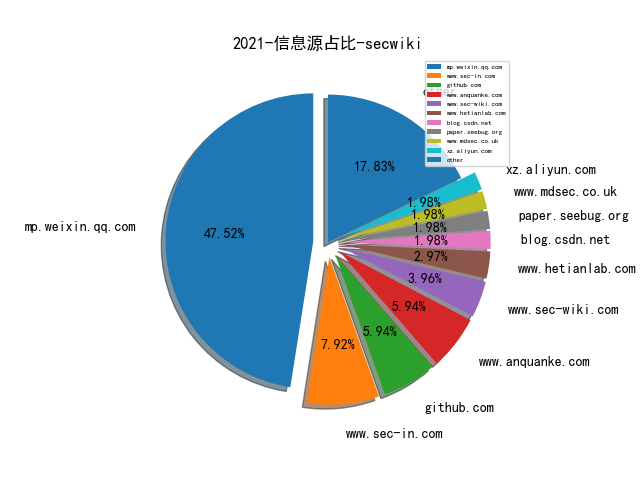 2021-信息源占比-secwiki
mp.weixin.qq.com
www.sec-in.com
github.com
www.anquanke.com
www.sec-wiki.com
www.hetianlab.com
blog.csdn.net
paper.seebug.org
www.mdsec.co.uk
xz.aliyun.com
other
17.83%
xz.aliyun.com
1.98%
www.mdsec.co.uk
1.98%
paper.seebug.org
1.98%
blog.csdn.net
1.98%
mp.weixin.qq.com
47.52%
2.97%
www.hetianlab.com
3.96%
www.sec-wiki.com
5.94%
www.anquanke.com
5.94%
github.com
7.92%
www.sec-in.com